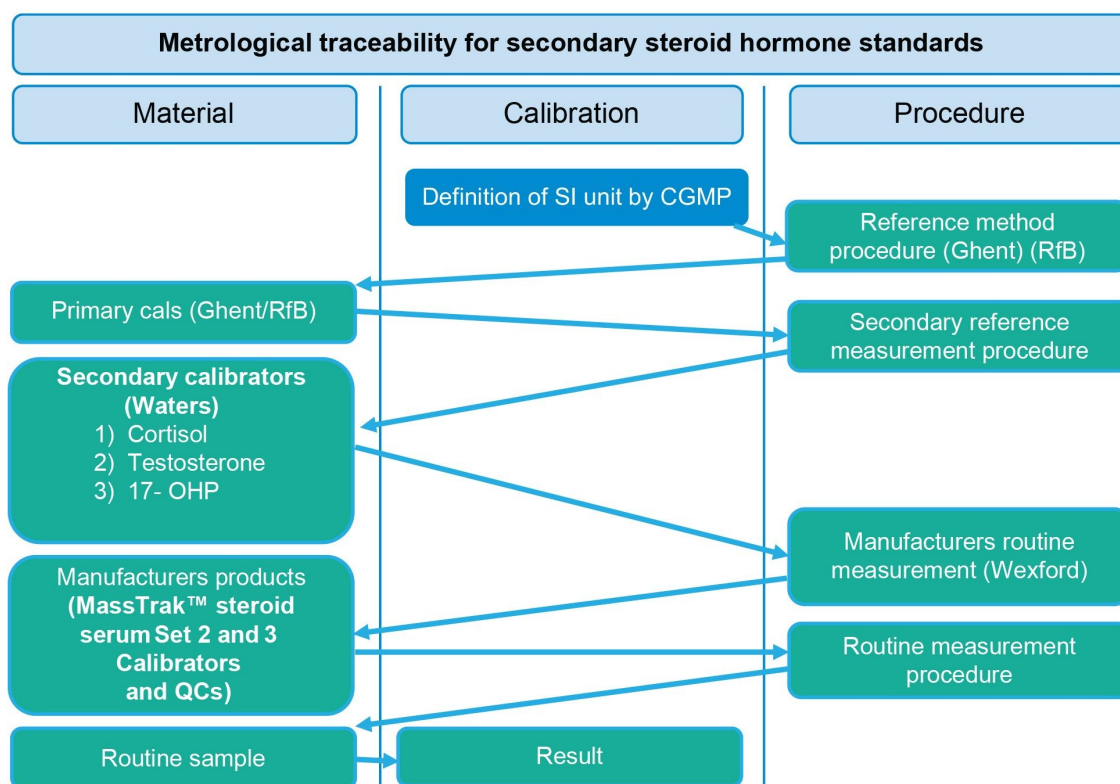 Metrological traceability for secondary steroid hormone standards
Material
Calibration
Procedure
Definition of SI unit by CGMP
Reference method
procedure (Ghent) (RfB)
Primary cals (Ghent/RfB)
Secondary reference
measurement procedure
Secondary calibrators
(Waters)
1) Cortisol
2) Testosterone
3) 17- OHP
Manufacturers routine
measurement (Wexford)
Manufacturers products
(MassTrak™ steroid
serum Set 2 and 3
Calibrators
and QCs)
Routine measurement
procedure
Routine sample
Result